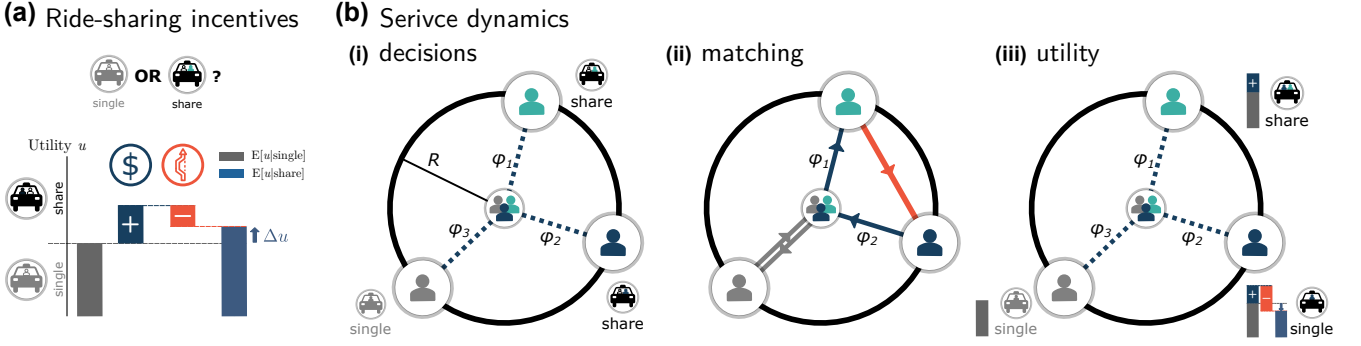 (a) Ride-sharing incentives
OR ?
single share
Utility u
$
E[u|single]
E[u|share]
share
+ −
Δu
single
(b) Serivce dynamics
(i) decisions
share
φ1
R
φ3 φ2
single
share
(ii) matching
φ1
φ2
(iii) utility
+
share
φ1
φ3 φ2
single
+ −
single